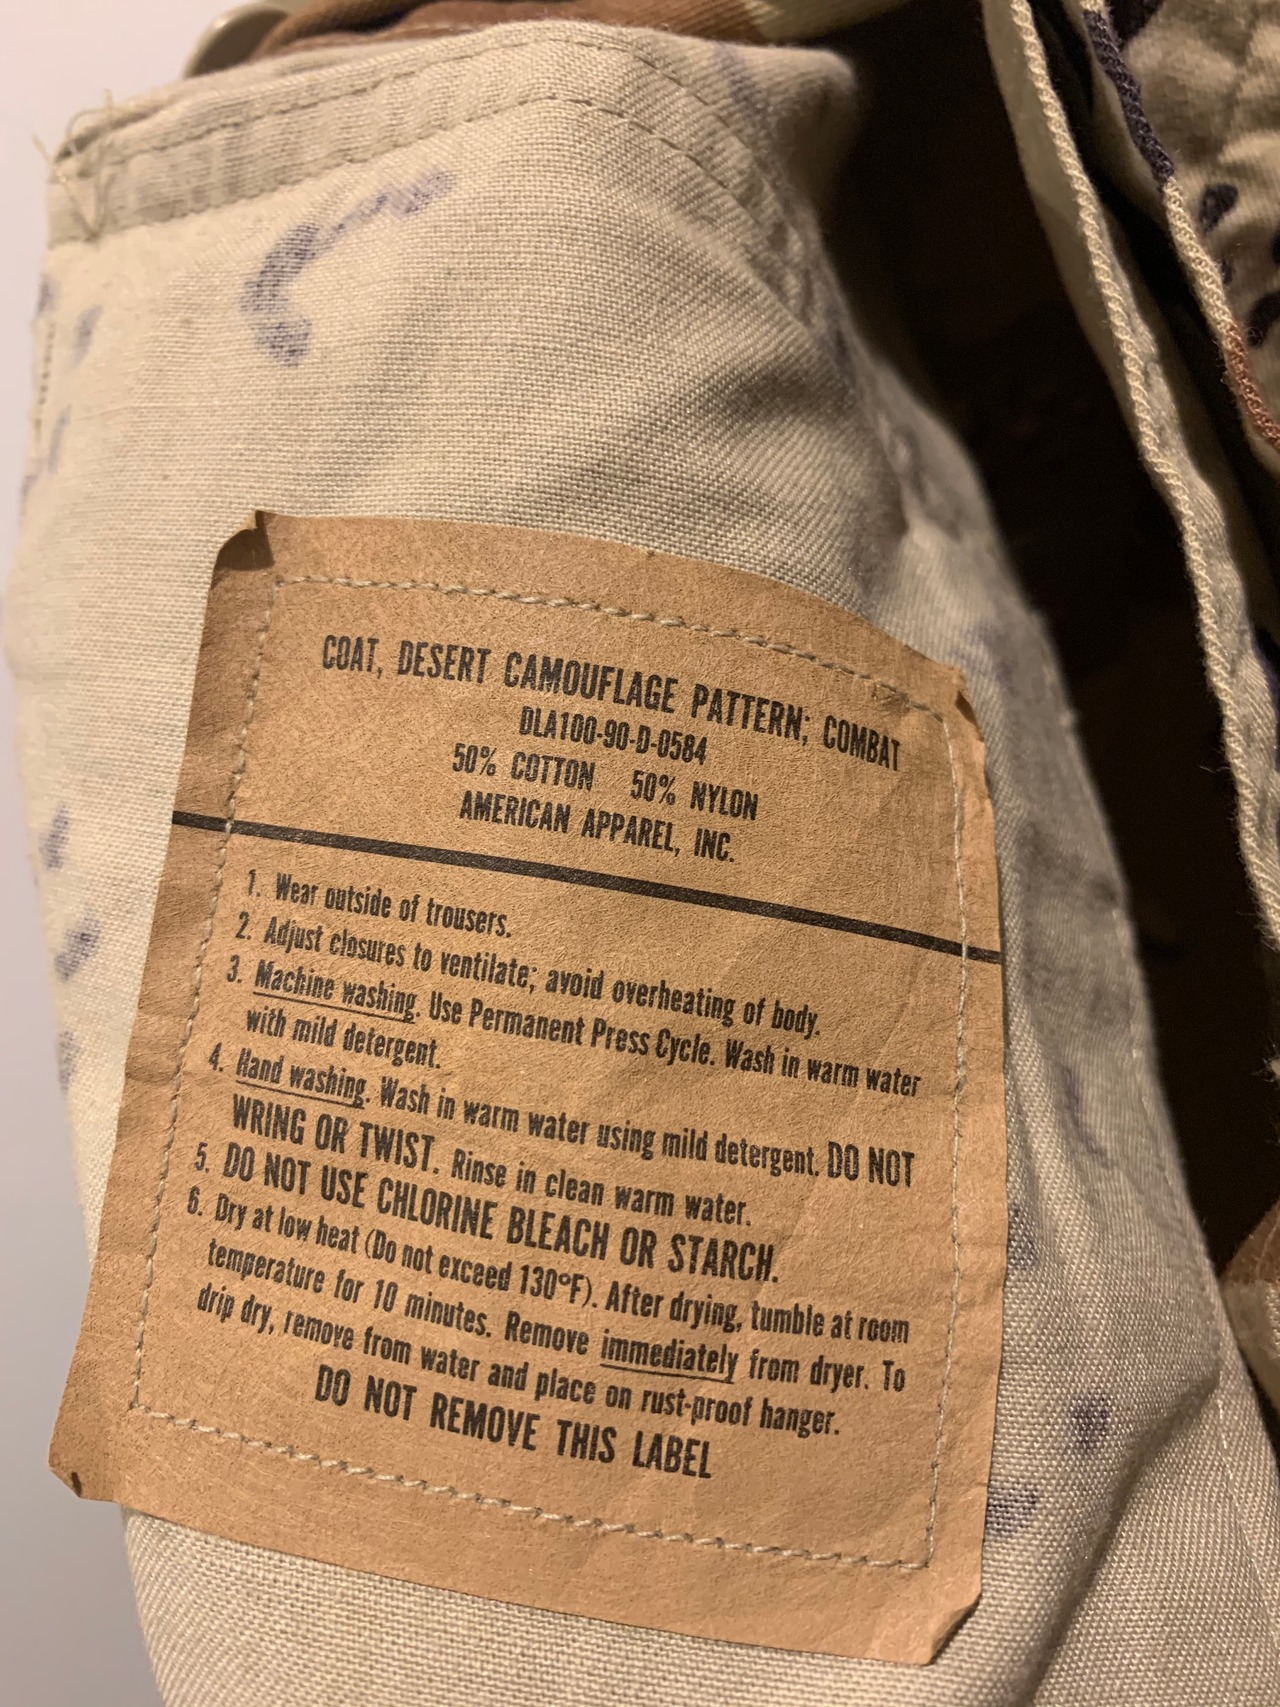 COAT, DESERT CAMOUFLAGE PATTERN; COMBAT
DLA100-90-D-0584
50% COTTON 50% NYLON
AMERICAN APPAREL, INC.
1. Wear outside of trousers.
2. Adjust closures to ventilate; avoid overheating of body.
3. Machine washing. Use Permanent Press Cycle. Wash in warm water
with mild detergent.
4. Hand washing. Wash in warm water using mild detergent. DO NOT
WRING OR TWIST. Rinse in clean warm water.
5. DO NOT USE CHLORINE BLEACH OR STARCH.
6. Dry at low heat (Do not exceed 130°F). After drying, tumble at room
temperature for 10 minutes. Remove immediately from dryer. To
drip dry, remove from water and place on rust-proof hanger.
DO NOT REMOVE THIS LABEL